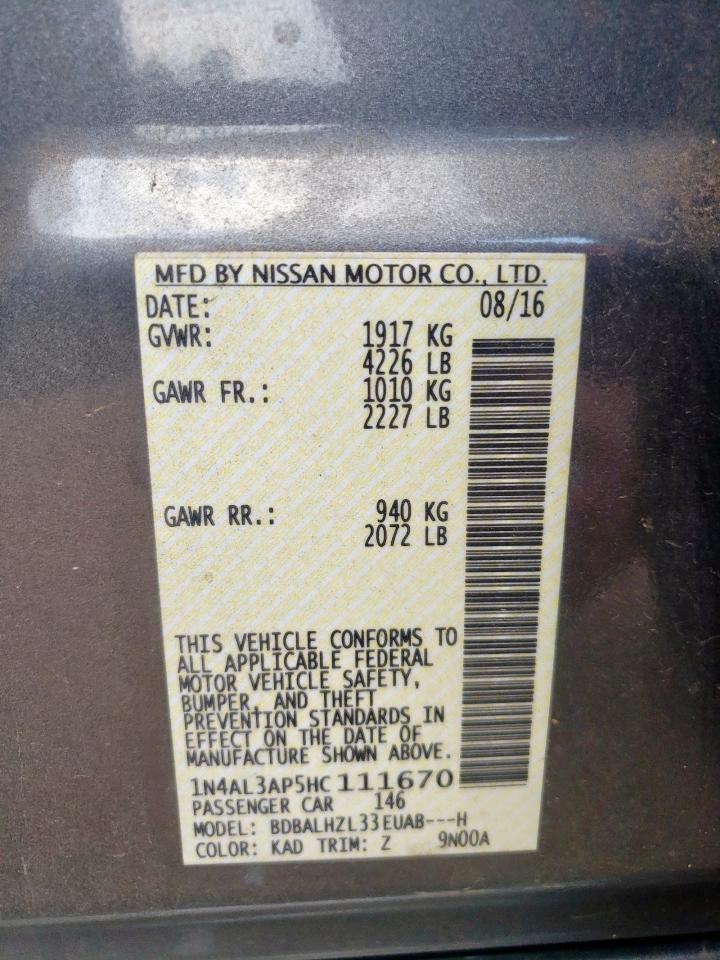 MFD BY NISSAN MOTOR CO., LTD.
DATE: 08/16
GVWR: 1917 KG
4226 LB
GAWR FR.: 1010 KG
2227 LB
GAWR RR.: 940 KG
2072 LB
THIS VEHICLE CONFORMS TO
ALL APPLICABLE FEDERAL
MOTOR VEHICLE SAFETY,
BUMPER, AND THEFT
PREVENTION STANDARDS IN
EFFECT ON THE DATE OF
MANUFACTURE SHOWN ABOVE.
1N4AL3AP5HC111670
PASSENGER CAR 146
MODEL: BDBALHZL33EUAB---H
COLOR: KAD TRIM: Z 9N00A